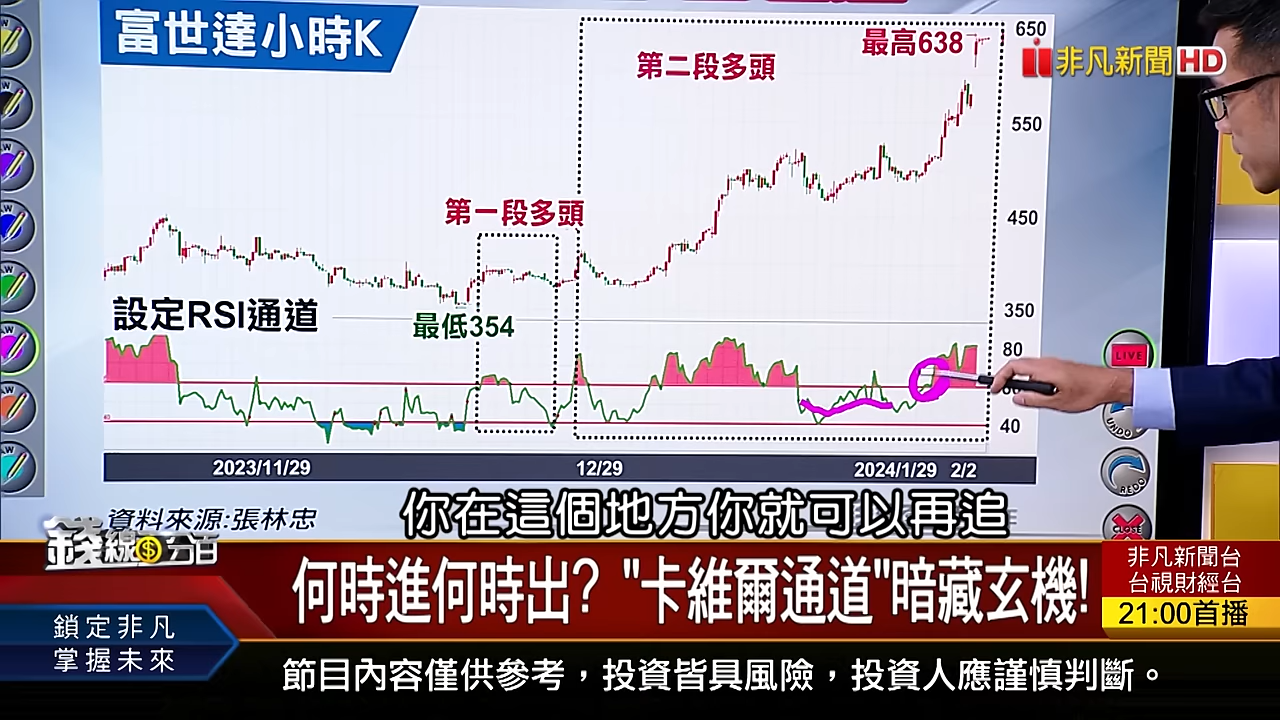 富世達小時K
最高638
650
非凡新聞HD
第二段多頭
550
第一段多頭
450
設定RSI通道
最低354
350
80
LIVE
40
UNDO
2023/11/29
12/29
2024/1/29
2/2
REDO
資料來源:張林忠
CLOSE
你在這個地方你就可以再追
錢線百分百
何時進何時出? "卡維爾通道"暗藏玄機!
非凡新聞台
台視財經台
21:00首播
鎖定非凡
掌握未來
節目內容僅供參考，投資皆具風險，投資人應謹慎判斷。